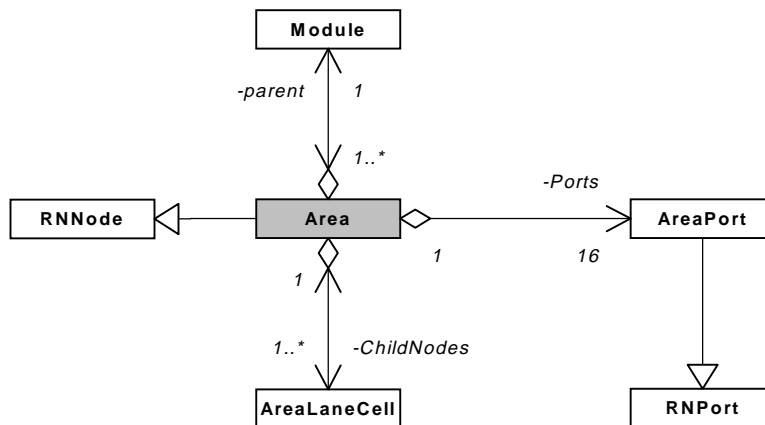 Module
-parent
1
1..*
-Ports
RNNode
Area
AreaPort
1
16
1
1..*
-ChildNodes
AreaLaneCell
RNPort